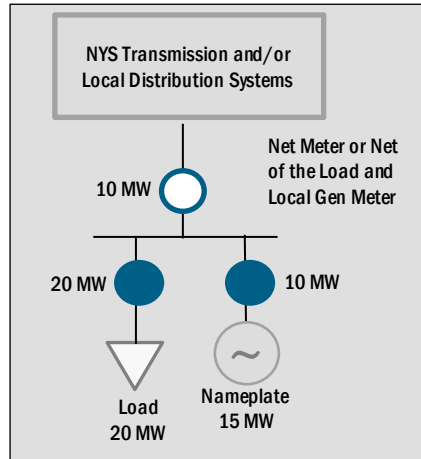 NYS Transmission and/or
Local Distribution Systems
Net Meter or Net
of the Load and
Local Gen Meter
10 MW
20 MW
10 MW
~
Load
20 MW
Nameplate
15 MW